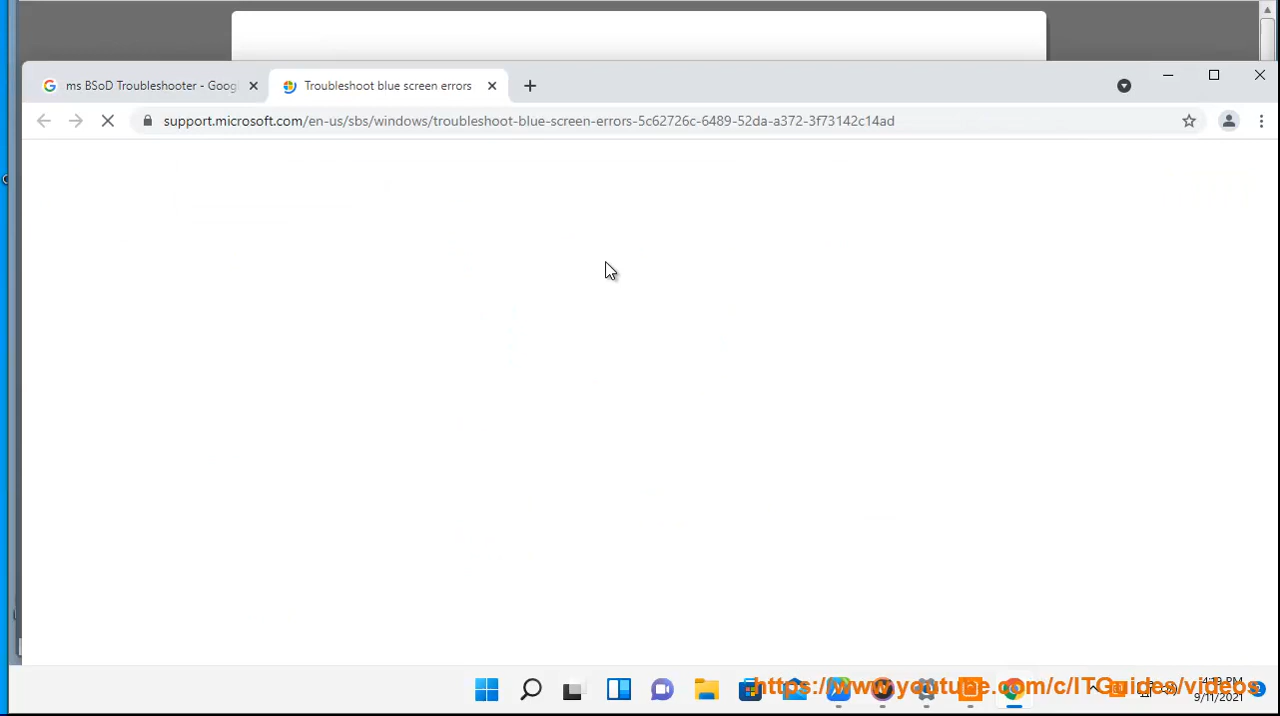 ms BSoD Troubleshooter - Goog
Troubleshoot blue screen errors
support.microsoft.com/en-us/sbs/windows/troubleshoot-blue-screen-errors-5c62726c-6489-52da-a372-3f73142c14ad
https://www.youtube.com/c/ITGuides/videos
9/11/2021